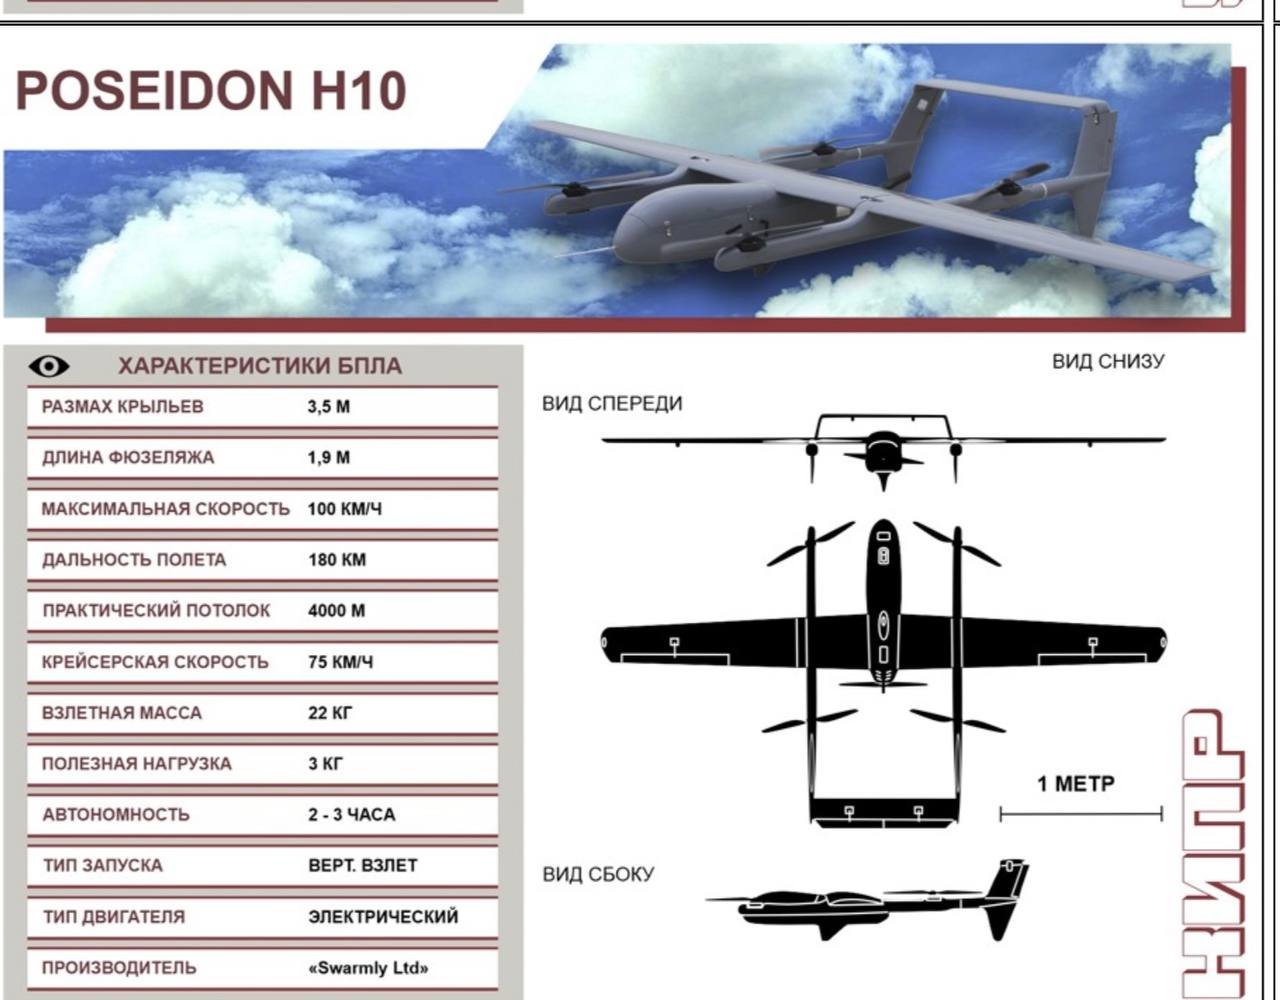 POSEIDON H10
ХАРАКТЕРИСТИКИ БПЛА
РАЗМАХ КРЫЛЬЕВ 3,5 М
ДЛИНА ФЮЗЕЛЯЖА 1,9 М
МАКСИМАЛЬНАЯ СКОРОСТЬ 100 КМ/Ч
ДАЛЬНОСТЬ ПОЛЕТА 180 КМ
ПРАКТИЧЕСКИЙ ПОТОЛОК 4000 М
КРЕЙСЕРСКАЯ СКОРОСТЬ 75 КМ/Ч
ВЗЛЕТНАЯ МАССА 22 КГ
ПОЛЕЗНАЯ НАГРУЗКА 3 КГ
АВТОНОМНОСТЬ 2 - 3 ЧАСА
ТИП ЗАПУСКА ВЕРТ. ВЗЛЕТ
ТИП ДВИГАТЕЛЯ ЭЛЕКТРИЧЕСКИЙ
ПРОИЗВОДИТЕЛЬ «Swarmly Ltd»
ВИД СНИЗУ
ВИД СПЕРЕДИ
1 МЕТР
ВИД СБОКУ
КИПР